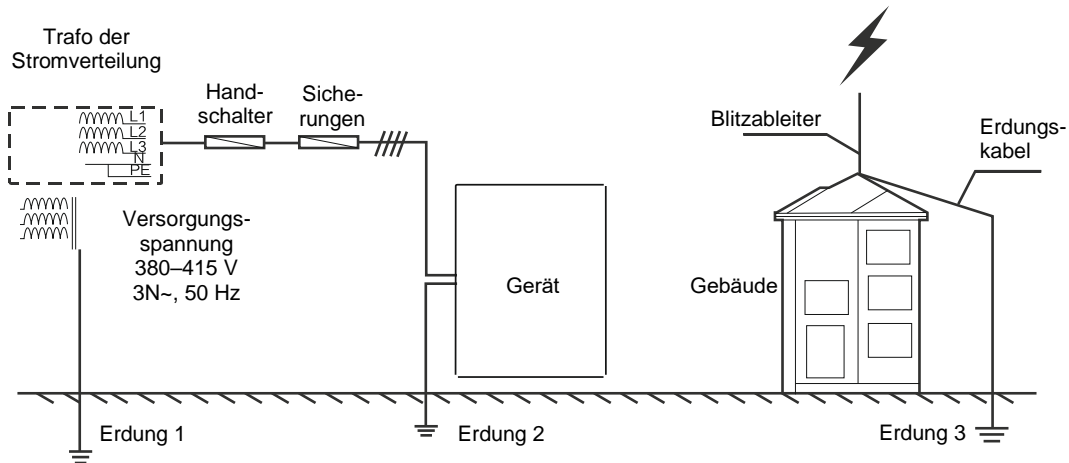 Trafo der
Stromverteilung
L1
L2
L3
N
PE
Hand-
schalter
Siche-
rungen
Versorgungs-
spannung
380–415 V
3N~, 50 Hz
Gerät
Blitzableiter
Erdungs-
kabel
Gebäude
Erdung 1
Erdung 2
Erdung 3